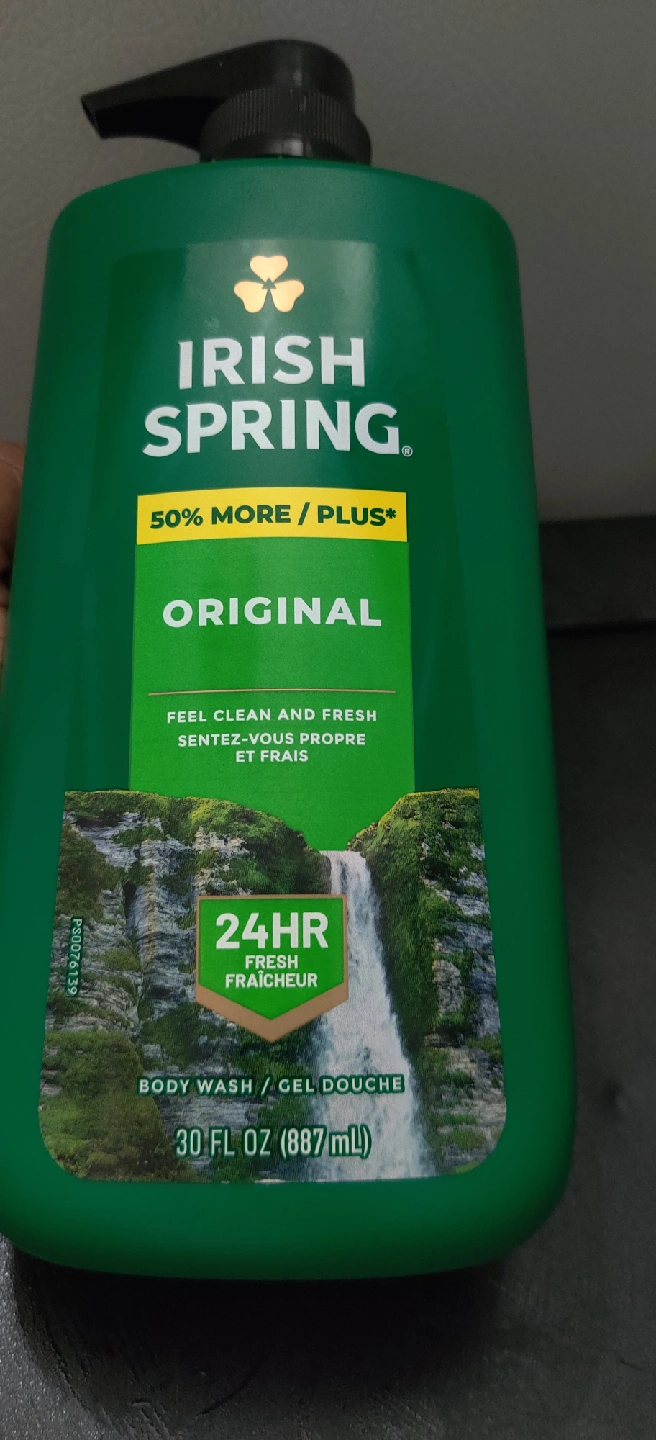 IRISH
SPRING®
50% MORE / PLUS*
ORIGINAL
FEEL CLEAN AND FRESH
SENTEZ-VOUS PROPRE
ET FRAIS
24HR
FRESH
FRAÎCHEUR
PS0076139
BODY WASH / GEL DOUCHE
30 FL OZ (887 mL)